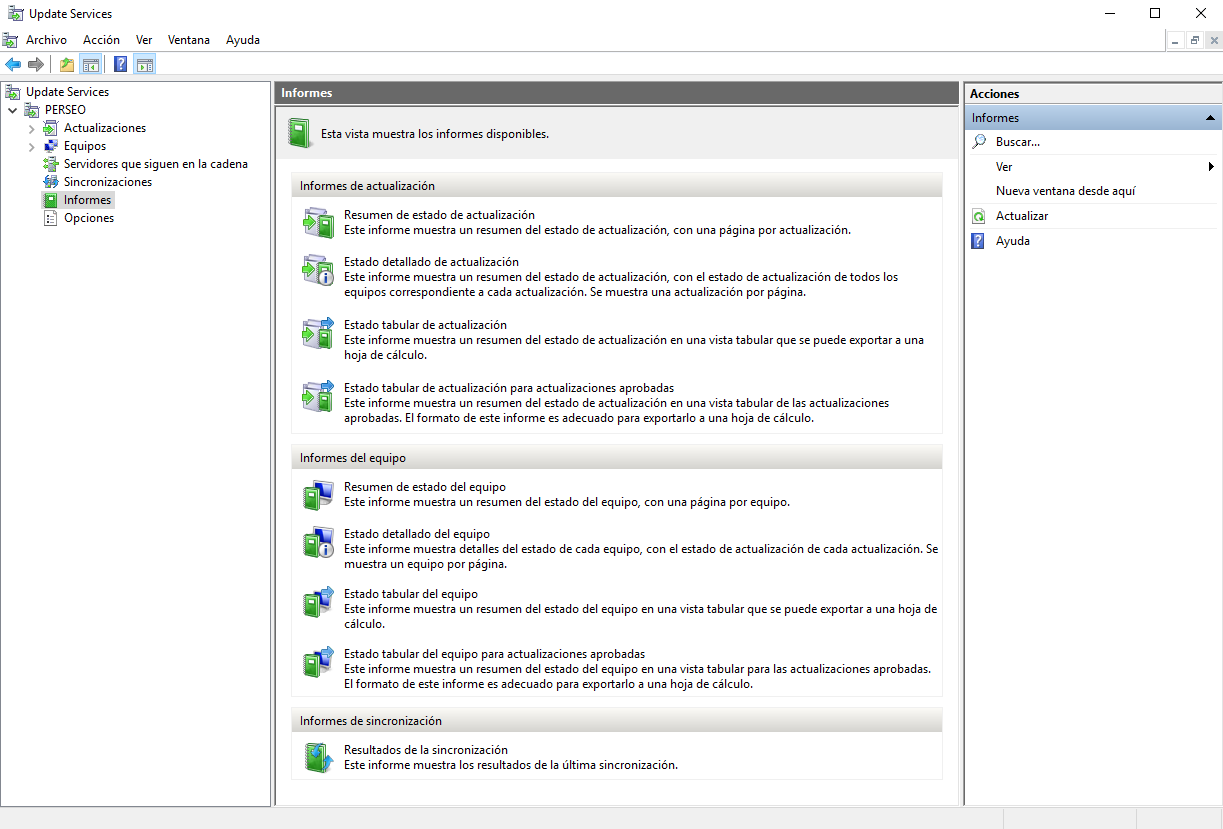 Update Services
Archivo Acción Ver Ventana Ayuda
Update Services
PERSEO
Actualizaciones
Equipos
Servidores que siguen en la cadena
Sincronizaciones
Informes
Opciones
Informes
Esta vista muestra los informes disponibles.
Informes de actualización
Resumen de estado de actualización
Este informe muestra un resumen del estado de actualización, con una página por actualización.
Estado detallado de actualización
Este informe muestra un resumen del estado de actualización, con el estado de actualización de todos los
equipos correspondiente a cada actualización. Se muestra una actualización por página.
Estado tabular de actualización
Este informe muestra un resumen del estado de actualización en una vista tabular que se puede exportar a una
hoja de cálculo.
Estado tabular de actualización para actualizaciones aprobadas
Este informe muestra un resumen del estado de actualización en una vista tabular de las actualizaciones
aprobadas. El formato de este informe es adecuado para exportarlo a una hoja de cálculo.
Informes del equipo
Resumen de estado del equipo
Este informe muestra un resumen del estado del equipo, con una página por equipo.
Estado detallado del equipo
Este informe muestra detalles del estado de cada equipo, con el estado de actualización de cada actualización. Se
muestra un equipo por página.
Estado tabular del equipo
Este informe muestra un resumen del estado del equipo en una vista tabular que se puede exportar a una hoja de
cálculo.
Estado tabular del equipo para actualizaciones aprobadas
Este informe muestra un resumen del estado del equipo en una vista tabular para las actualizaciones aprobadas.
El formato de este informe es adecuado para exportarlo a una hoja de cálculo.
Informes de sincronización
Resultados de la sincronización
Este informe muestra los resultados de la última sincronización.
Acciones
Informes
Buscar...
Ver
Nueva ventana desde aquí
Actualizar
Ayuda